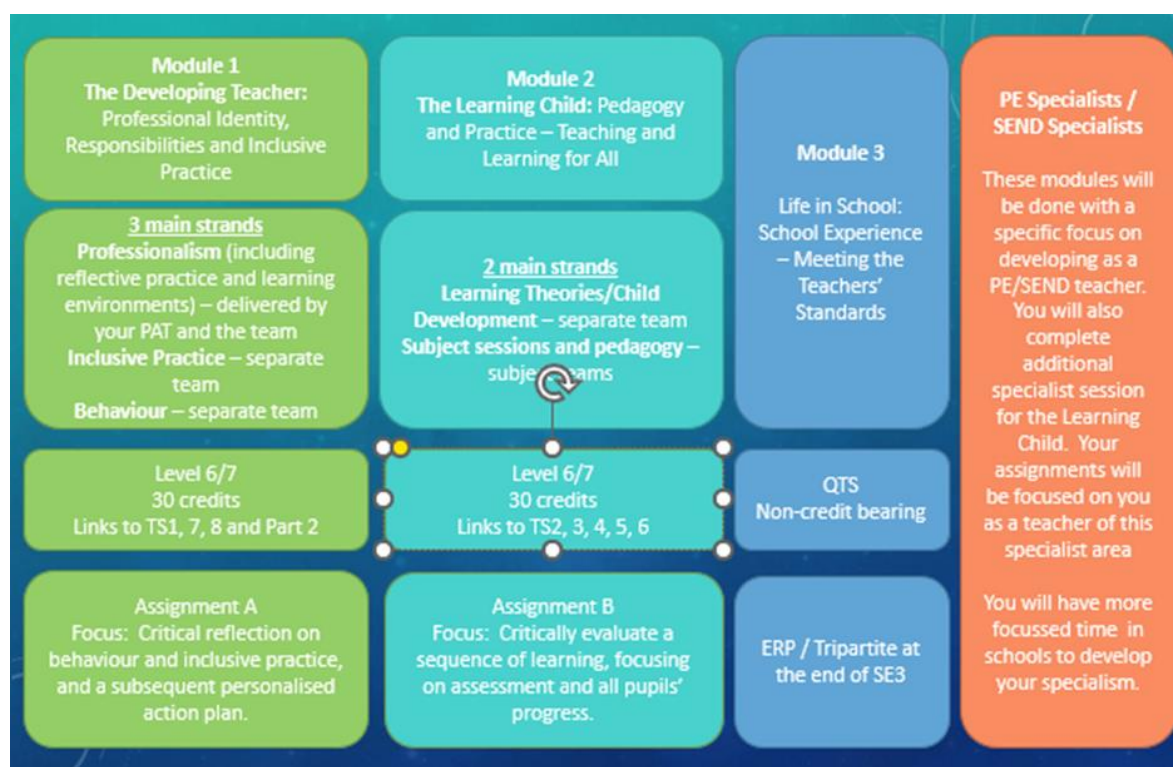 Module 1
The Developing Teacher:
Professional Identity,
Responsibilities and Inclusive
Practice
3 main strands
Professionalism (including
reflective practice and learning
environments) – delivered by
your PAT and the team
Inclusive Practice – separate
team
Behaviour – separate team
Level 6/7
30 credits
Links to TS1, 7, 8 and Part 2
Assignment A
Focus: Critical reflection on
behaviour and inclusive practice,
and a subsequent personalised
action plan.
Module 2
The Learning Child: Pedagogy
and Practice – Teaching and
Learning for All
2 main strands
Learning Theories/Child
Development – separate team
Subject sessions and pedagogy –
subject teams
Level 6/7
30 credits
Links to TS2, 3, 4, 5, 6
Assignment B
Focus: Critically evaluate a
sequence of learning, focusing
on assessment and all pupils’
progress.
Module 3
Life in School:
School Experience
– Meeting the
Teachers’
Standards
QTS
Non-credit bearing
ERP / Tripartite at
the end of SE3
PE Specialists /
SEND Specialists
These modules will
be done with a
specific focus on
developing as a
PE/SEND teacher.
You will also
complete
additional
specialist session
for the Learning
Child. Your
assignments will
be focused on you
as a teacher of this
specialist area
You will have more
focussed time in
schools to develop
your specialism.